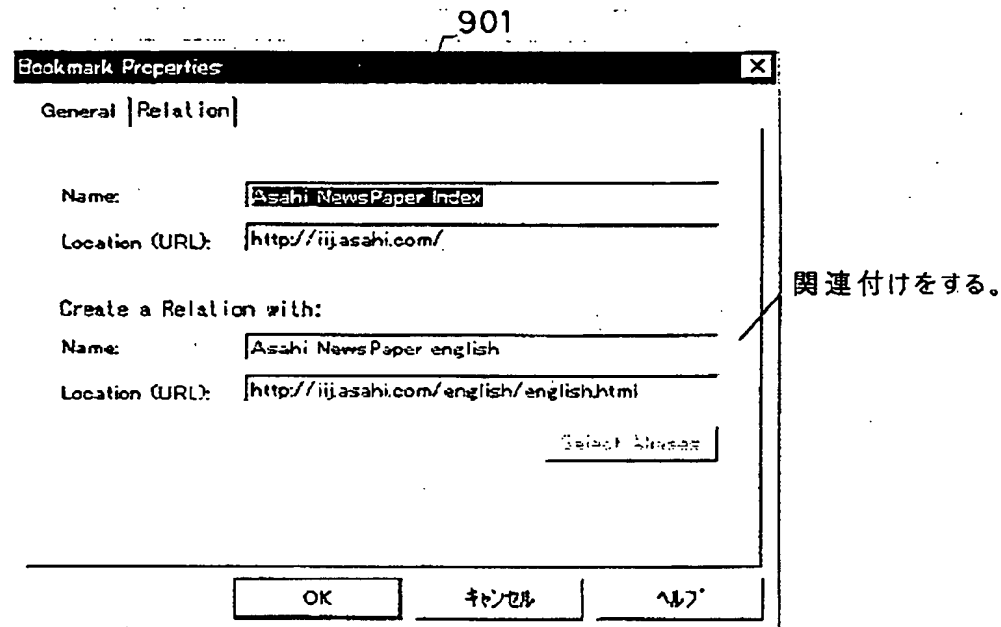 901
Bookmark Properties
General Relation
Name: Asahi NewsPaper Index
Location (URL): http://iij.asahi.com/
Create a Relation with:
Name: Asahi NewsPaper english
Location (URL): http://iij.asahi.com/english/english.html
関連付けをする。
Select Aliases
OK キャンセル ヘルプ